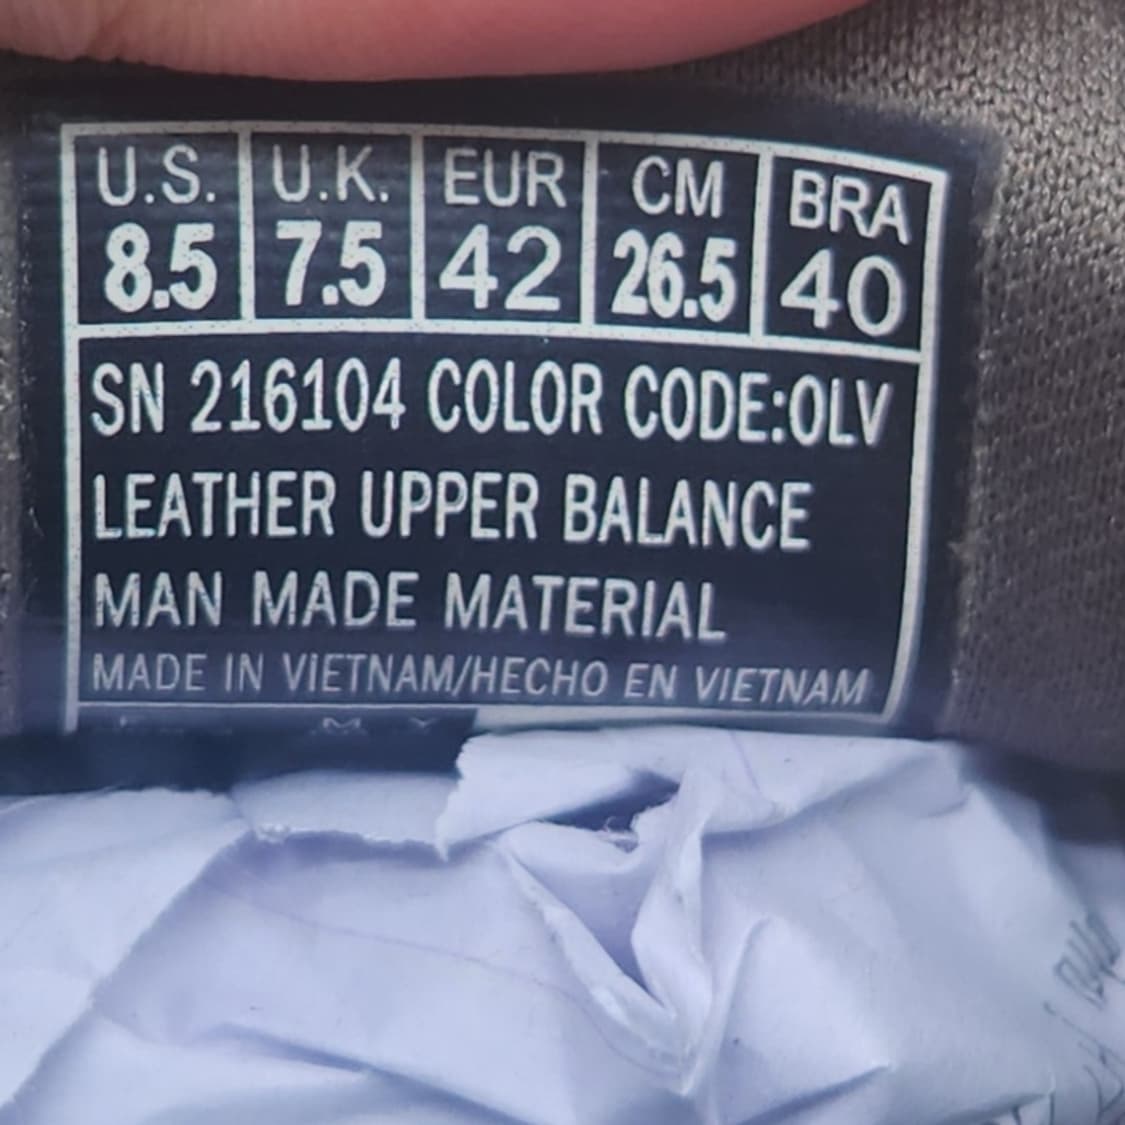 U.S. U.K. EUR CM BRA
8.5 7.5 42 26.5 40
SN 216104 COLOR CODE:OLV
LEATHER UPPER BALANCE
MAN MADE MATERIAL
MADE IN VIETNAM/HECHO EN VIETNAM